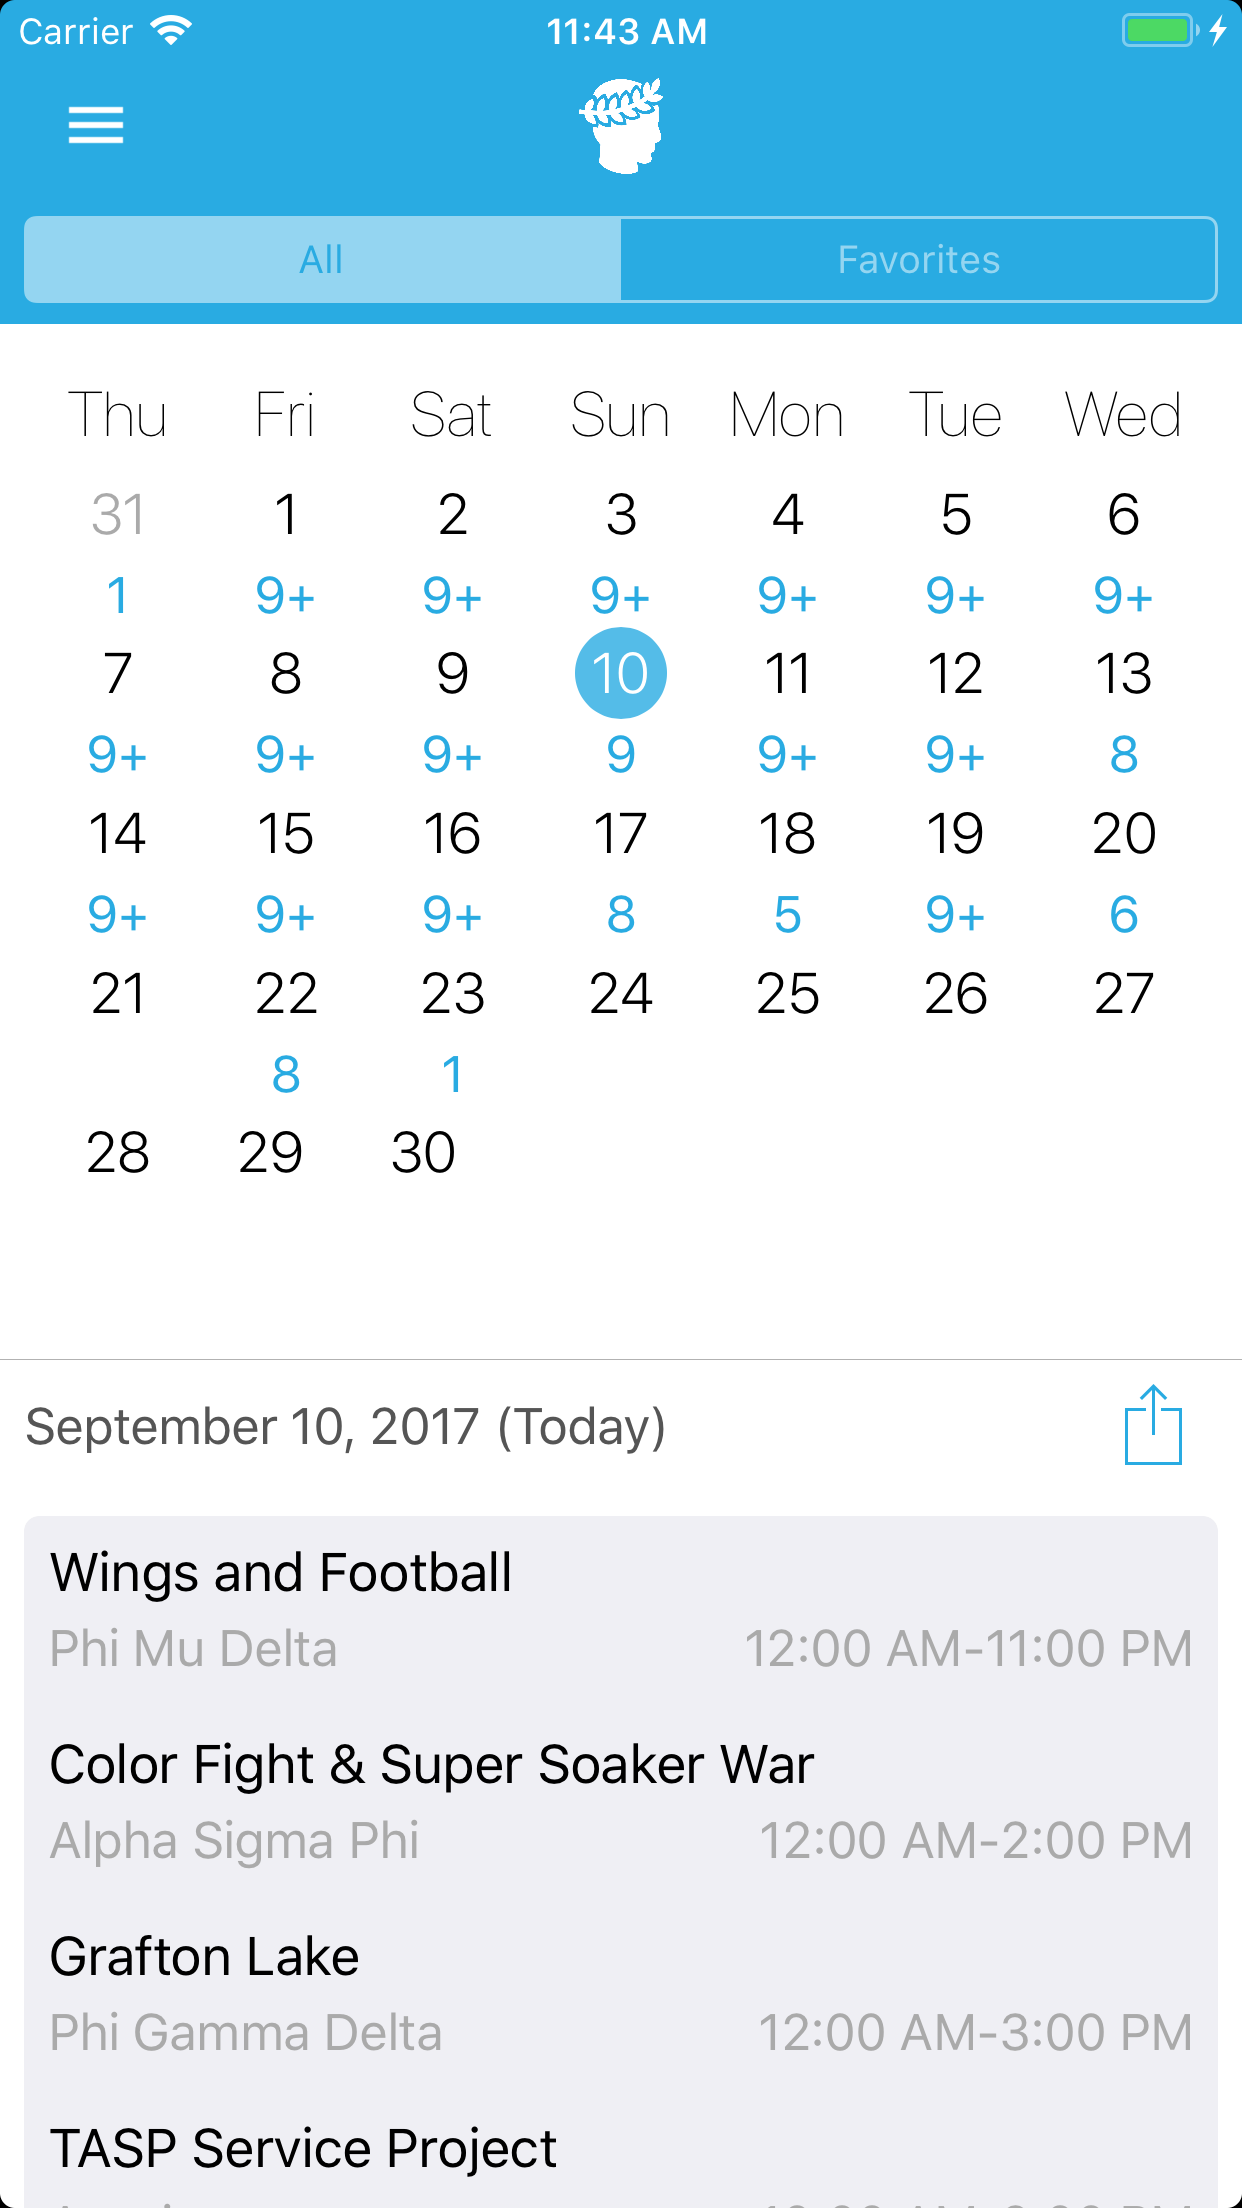 Carrier 11:43 AM
All Favorites
Thu Fri Sat Sun Mon Tue Wed
31 1 2 3 4 5 6
1 9+ 9+ 9+ 9+ 9+ 9+
7 8 9 10 11 12 13
9+ 9+ 9+ 9 9+ 9+ 8
14 15 16 17 18 19 20
9+ 9+ 9+ 8 5 9+ 6
21 22 23 24 25 26 27
8 1
28 29 30
September 10, 2017 (Today)
Wings and Football
Phi Mu Delta 12:00 AM-11:00 PM
Color Fight & Super Soaker War
Alpha Sigma Phi 12:00 AM-2:00 PM
Grafton Lake
Phi Gamma Delta 12:00 AM-3:00 PM
TASP Service Project